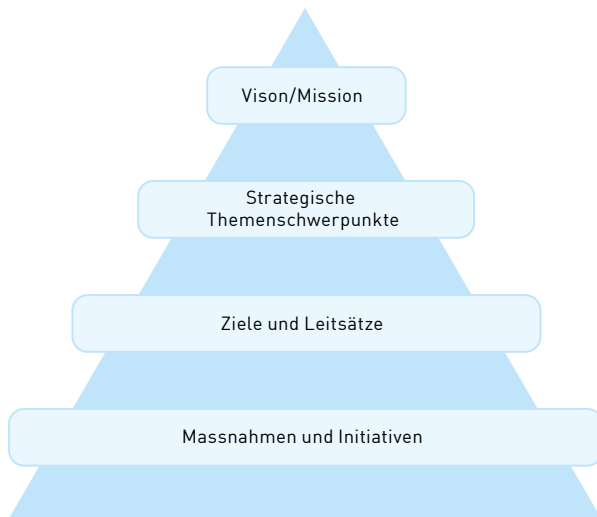 Vison/Mission
Strategische
Themenschwerpunkte
Ziele und Leitsätze
Massnahmen und Initiativen